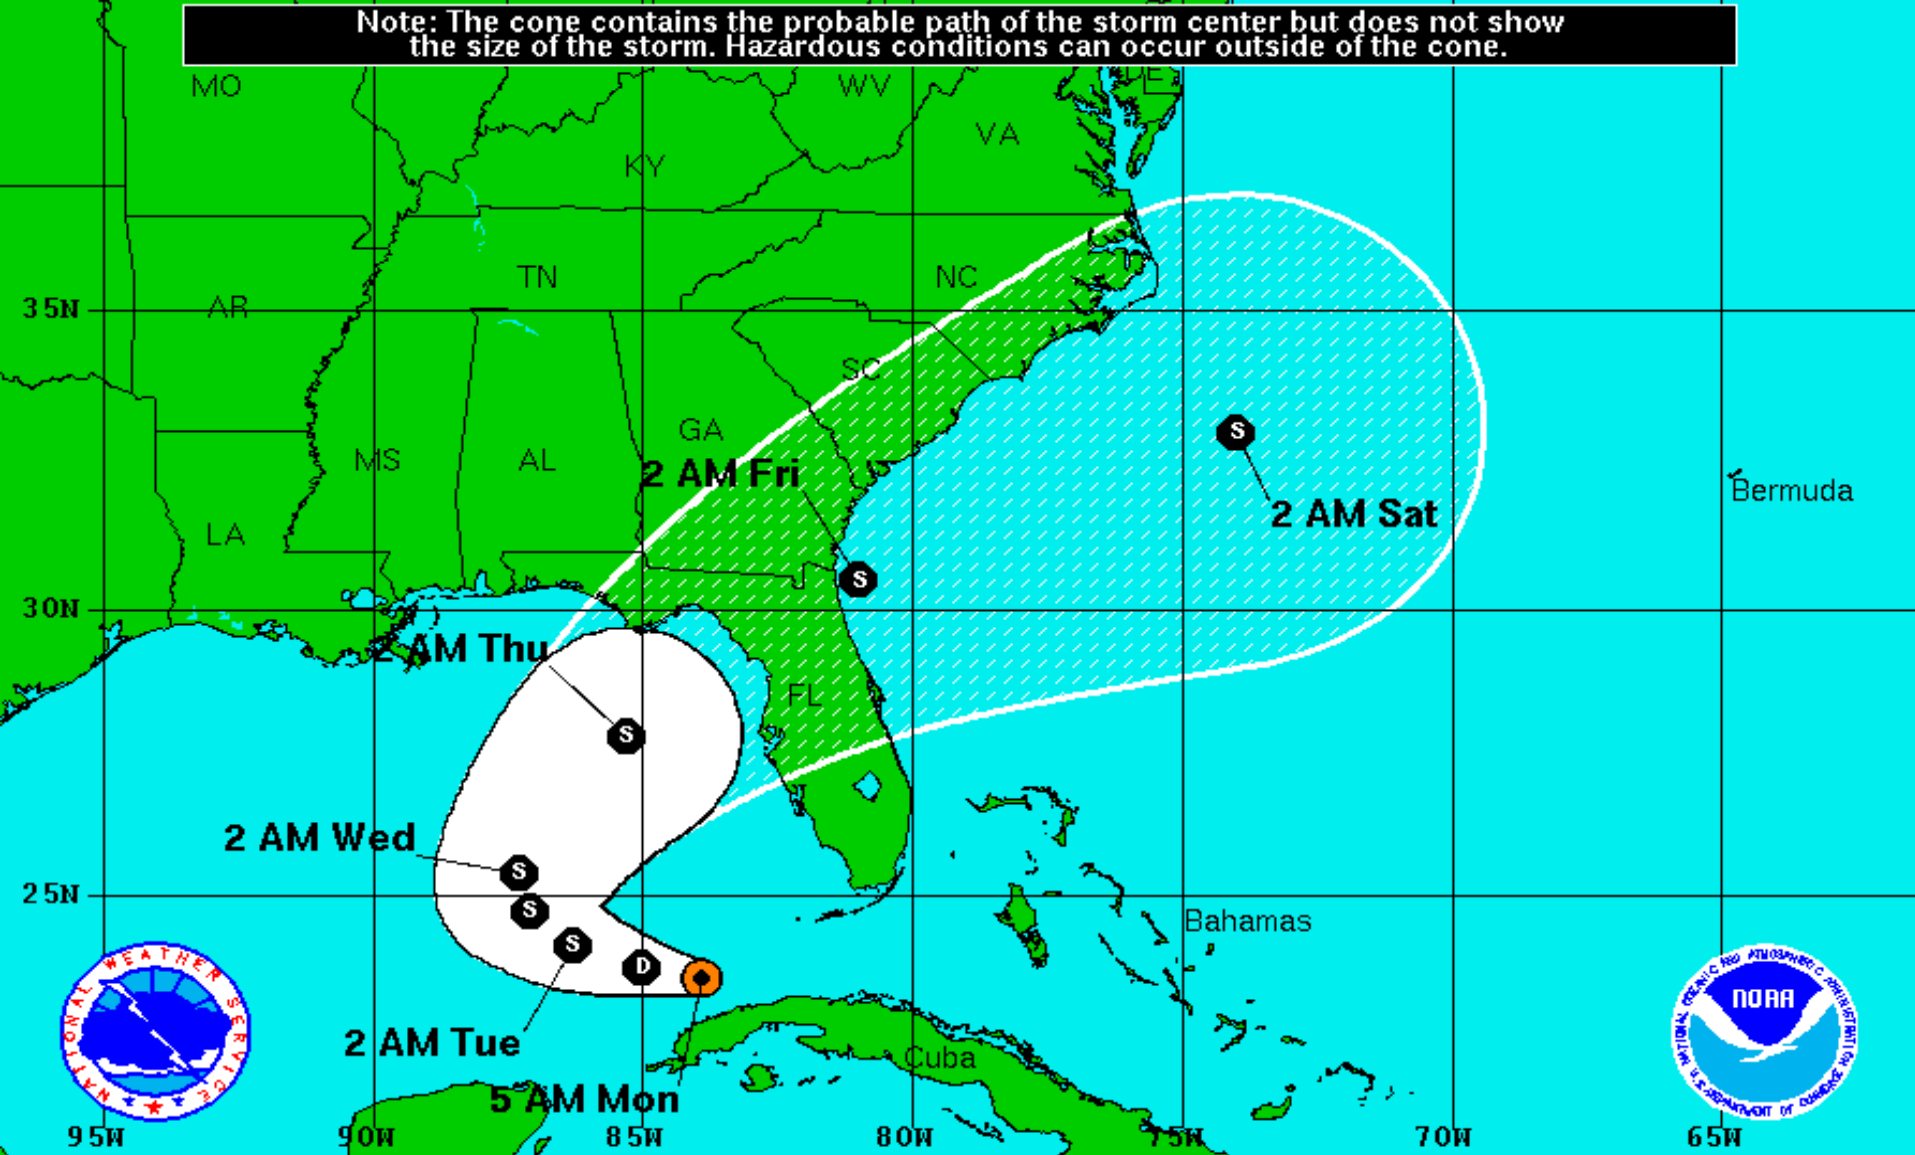 Note: The cone contains the probable path of the storm center but does not show
the size of the storm. Hazardous conditions can occur outside of the cone.
MO
WV
DE
VA
KY
TN
NC
35N
AR
SC
GA
MS
AL
2 AM Fri
S
2 AM Sat
Bermuda
LA
S
30N
2 AM Thu
FL
S
2 AM Wed
S
25N
S
Bahamas
S
D
NATIONAL WEATHER SERVICE
NOAA
2 AM Tue
Cuba
5 AM Mon
95W
90W
85W
80W
75W
70W
65W